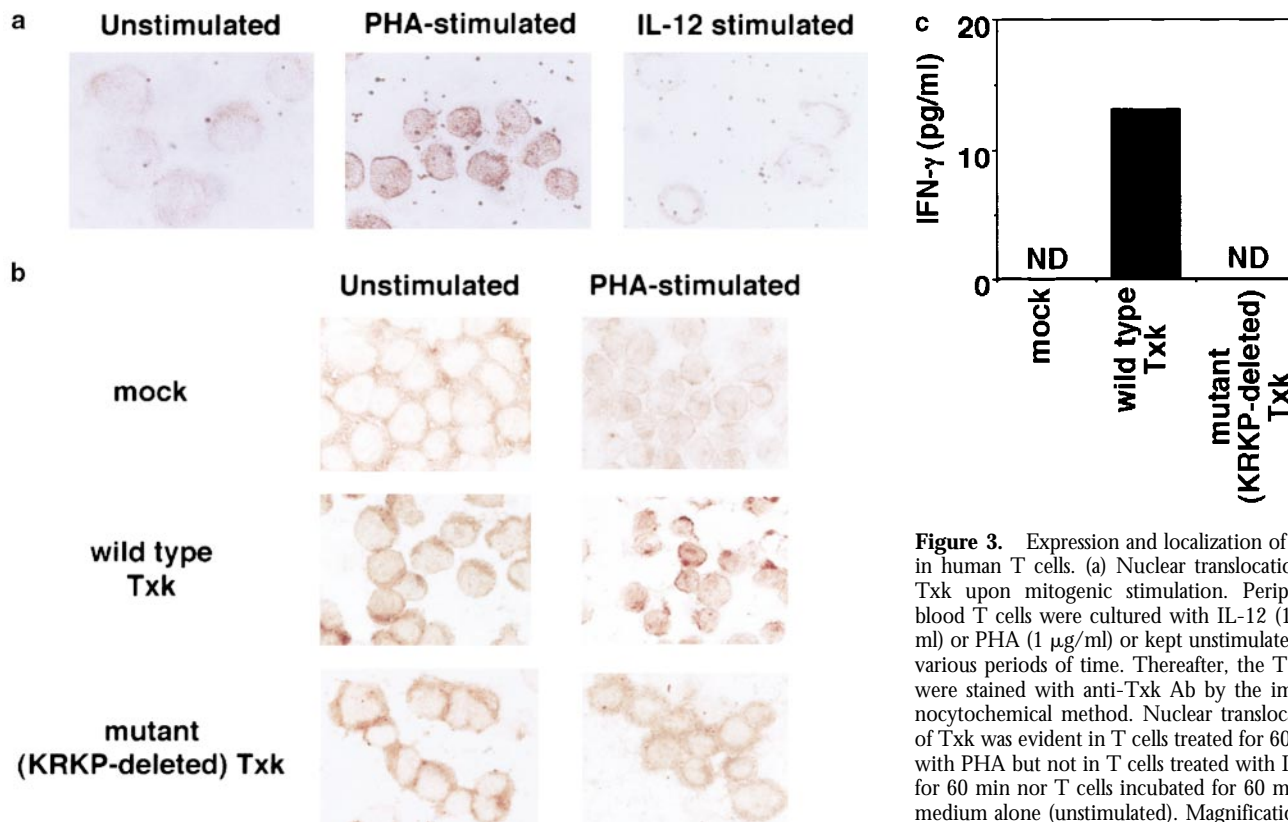 a
Unstimulated PHA-stimulated IL-12 stimulated
b
Unstimulated PHA-stimulated
mock
wild type
Txk
mutant
(KRKP-deleted) Txk
c
IFN-γ (pg/ml)
20
10
0
ND ND
mock
wild type
Txk
mutant
(KRKP-deleted)
Txk
Figure 3. Expression and localization of
in human T cells. (a) Nuclear translocatio
Txk upon mitogenic stimulation. Perip
blood T cells were cultured with IL-12 (1
ml) or PHA (1 μg/ml) or kept unstimulate
various periods of time. Thereafter, the T
were stained with anti-Txk Ab by the im
nocytochemical method. Nuclear transloc
of Txk was evident in T cells treated for 60
with PHA but not in T cells treated with I
for 60 min nor T cells incubated for 60 m
medium alone (unstimulated). Magnificatio